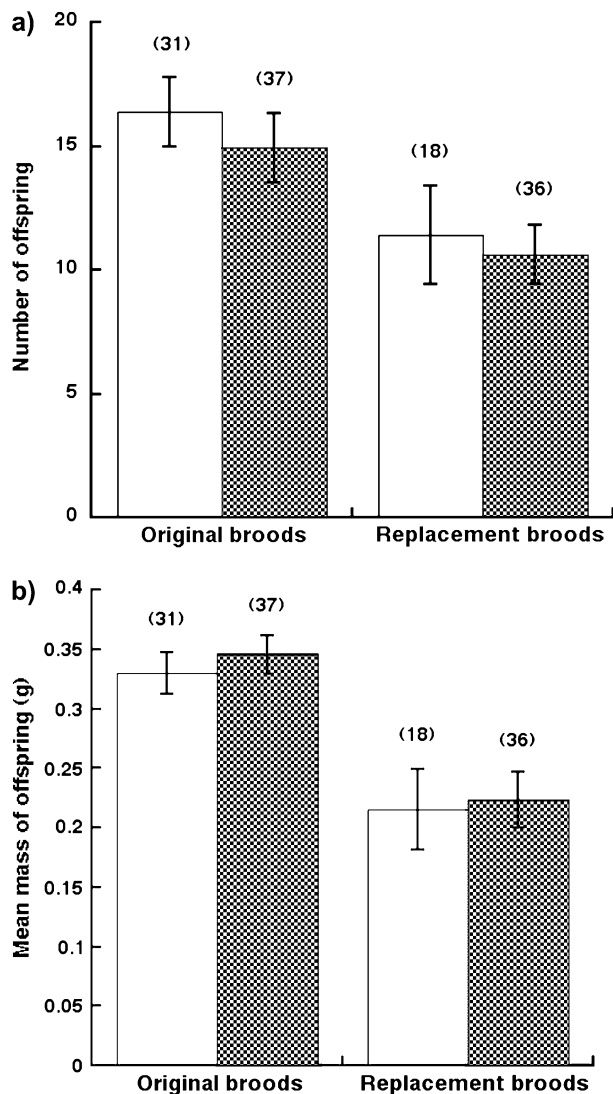 a)
Number of offspring
20
15
10
5
0
(31)
(37)
(18)
(36)
Original broods
Replacement broods
b)
Mean mass of offspring (g)
0.4
0.35
0.3
0.25
0.2
0.15
0.1
0.05
0
(31)
(37)
(18)
(36)
Original broods
Replacement broods